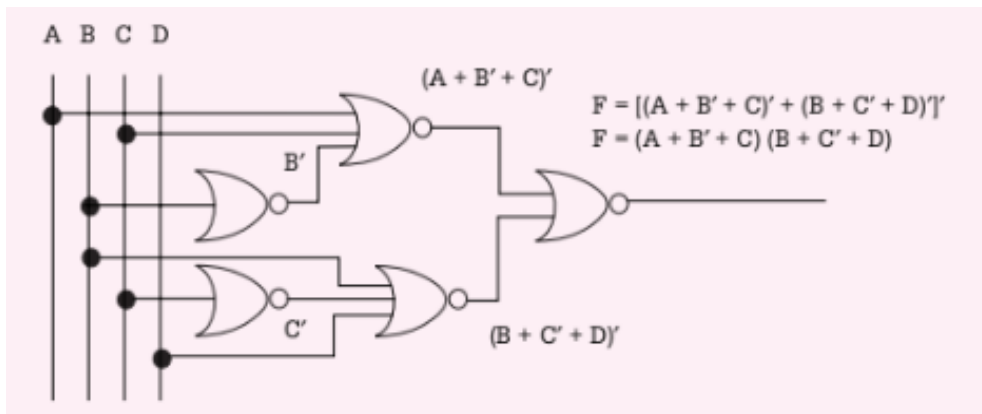 A B C D
(A + B′ + C)′
F = [(A + B′ + C)′ + (B + C′ + D)′]′
F = (A + B′ + C) (B + C′ + D)
B′
C′
(B + C′ + D)′